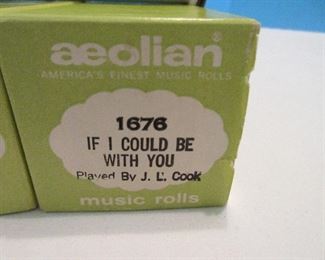 aeolian
AMERICA'S FINEST MUSIC ROLLS
1676
IF I COULD BE
WITH YOU
Played By J. L. Cook
music rolls